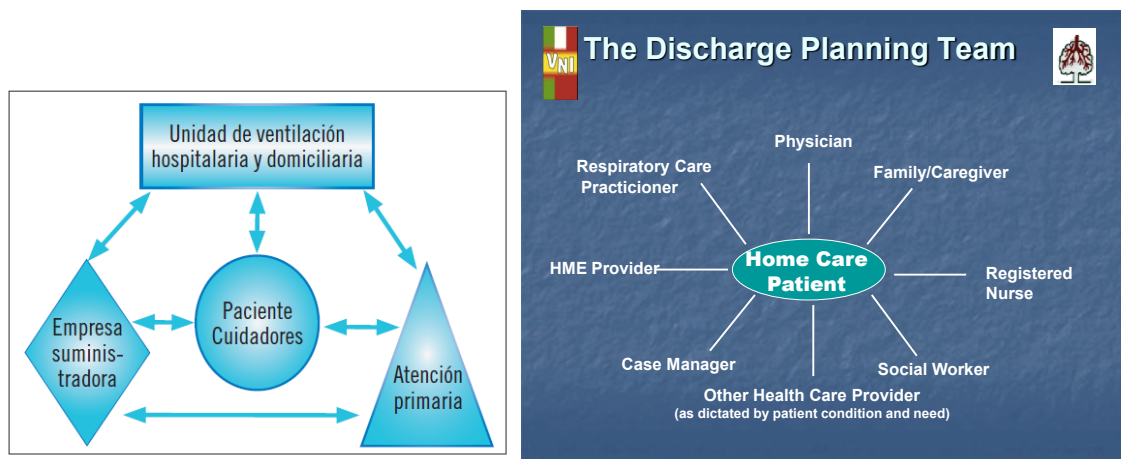 Unidad de ventilación
hospitalaria y domiciliaria
Empresa
suminis-
tradora
Paciente
Cuidadores
Atención
primaria
VNI
The Discharge Planning Team
Physician
Respiratory Care
Practicioner
Family/Caregiver
HME Provider
Home Care
Patient
Registered
Nurse
Case Manager
Social Worker
Other Health Care Provider
(as dictated by patient condition and need)